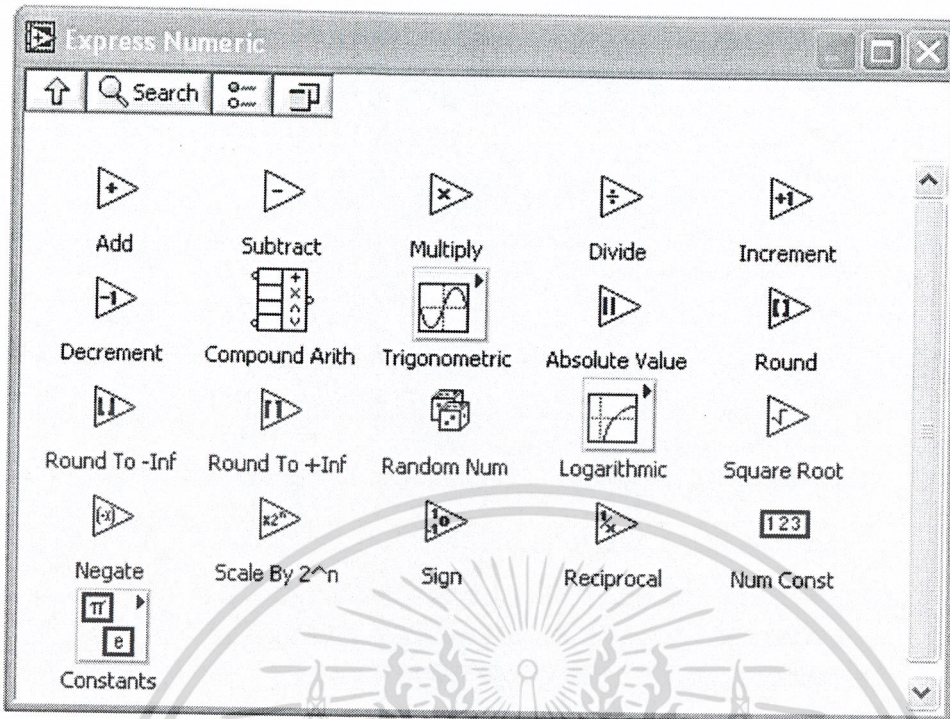 Express Numeric
Search
Add Subtract Multiply Divide Increment
Decrement Compound Arith Trigonometric Absolute Value Round
Round To -Inf Round To +Inf Random Num Logarithmic Square Root
Negate Scale By 2^n Sign Reciprocal Num Const
Constants